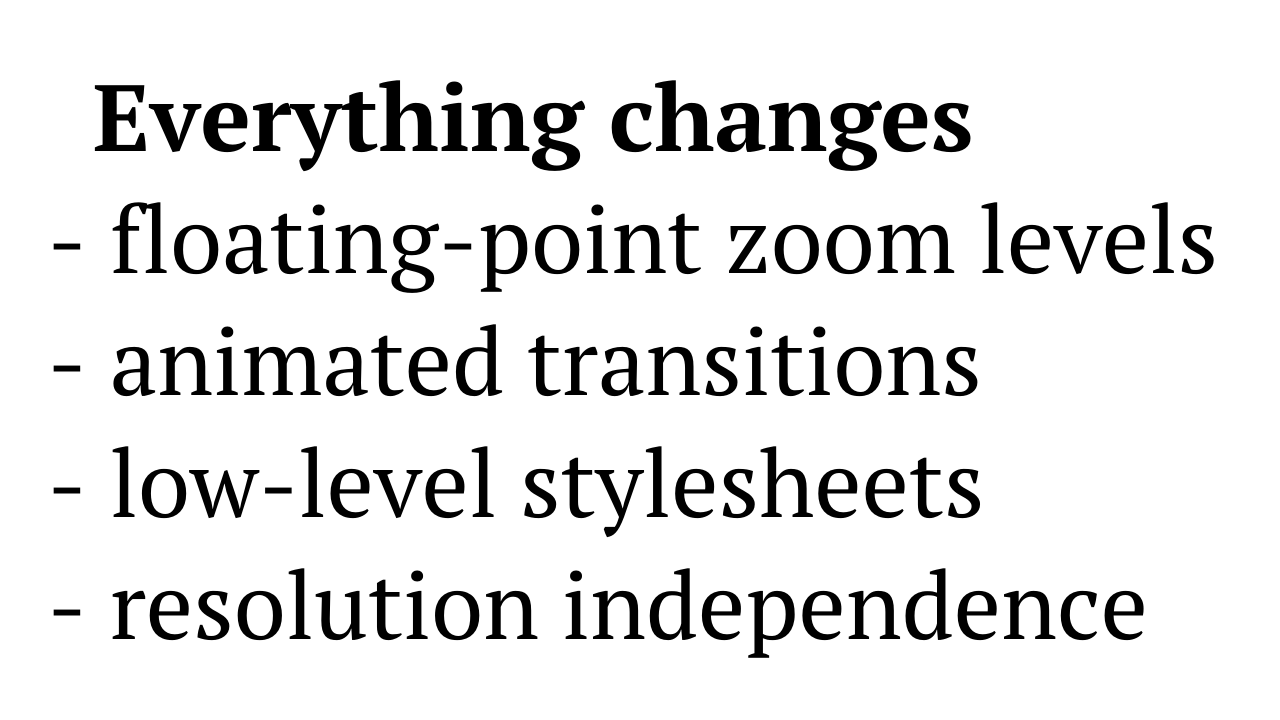 Everything changes
- floating-point zoom levels
- animated transitions
- low-level stylesheets
- resolution independence